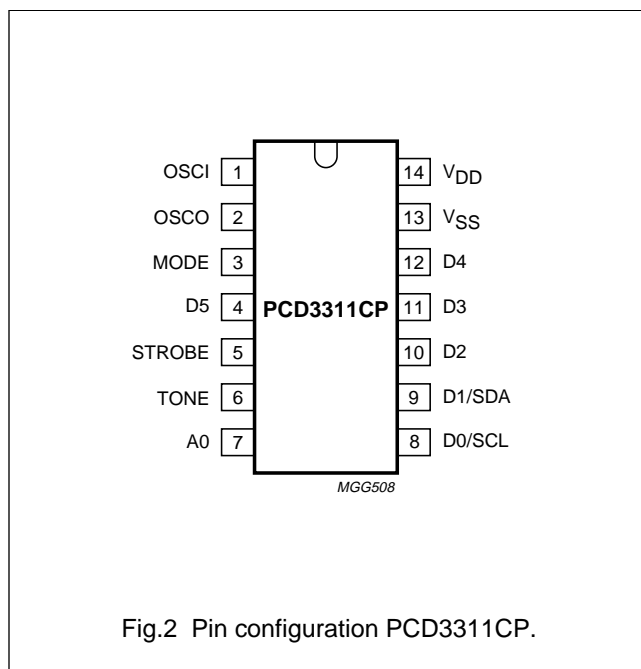 OSCI 1 14 VDD
OSCO 2 13 VSS
MODE 3 12 D4
D5 4 PCD3311CP 11 D3
STROBE 5 10 D2
TONE 6 9 D1/SDA
A0 7 8 D0/SCL
MGG508
Fig.2 Pin configuration PCD3311CP.